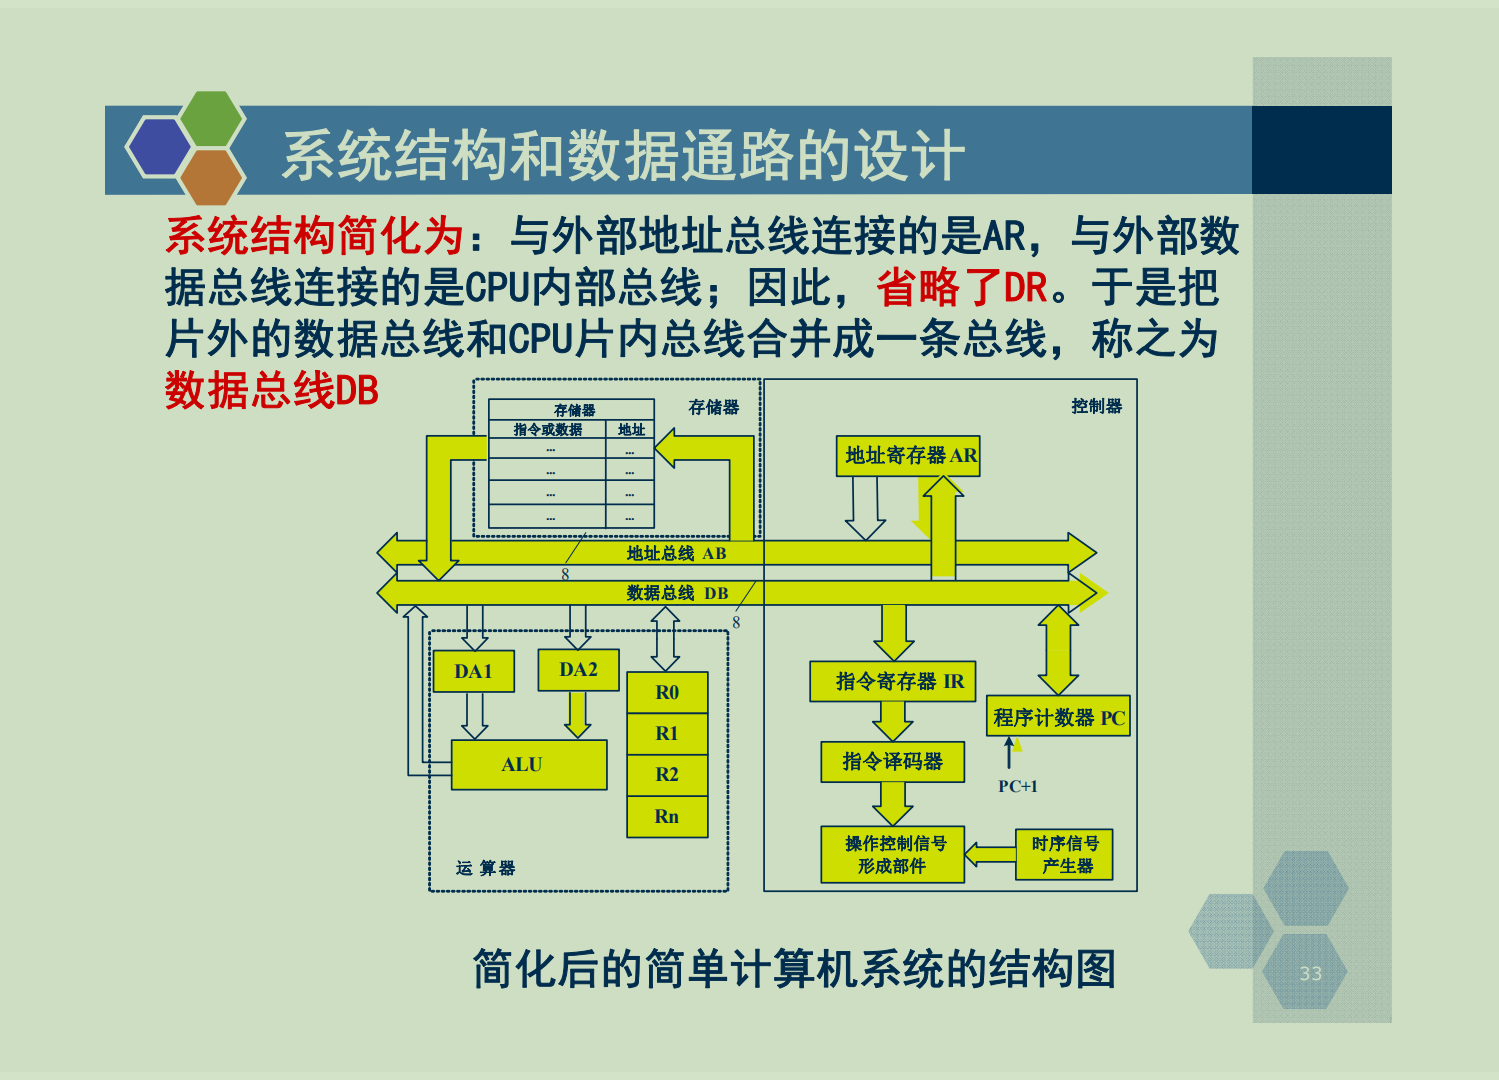 系统结构和数据通路的设计
系统结构简化为：与外部地址总线连接的是AR，与外部数
据总线连接的是CPU内部总线；因此，省略了DR。于是把
片外的数据总线和CPU片内总线合并成一条总线，称之为
数据总线DB
存储器
存储器
控制器
指令或数据 地址
... ...
... ...
... ...
... ...
地址寄存器 AR
地址总线 AB
8
数据总线 DB
8
DA1
DA2
R0
R1
R2
Rn
ALU
运 算器
指令寄存器 IR
程序计数器 PC
指令译码器
PC+1
操作控制信号
形成部件
时序信号
产生器
简化后的简单计算机系统的结构图
33